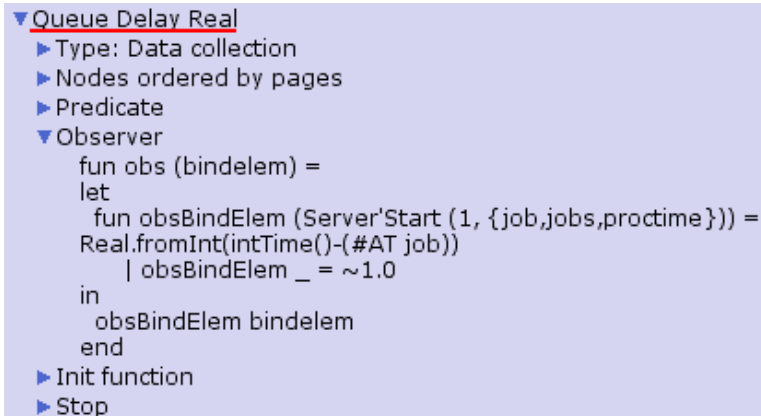 Queue Delay Real
Type: Data collection
Nodes ordered by pages
Predicate
Observer
fun obs (bindelem) =
let
fun obsBindElem (Server'Start (1, {job,jobs,proctime})) =
Real.fromInt(intTime()-(#AT job))
| obsBindElem _ = ~1.0
in
obsBindElem bindelem
end
Init function
Stop